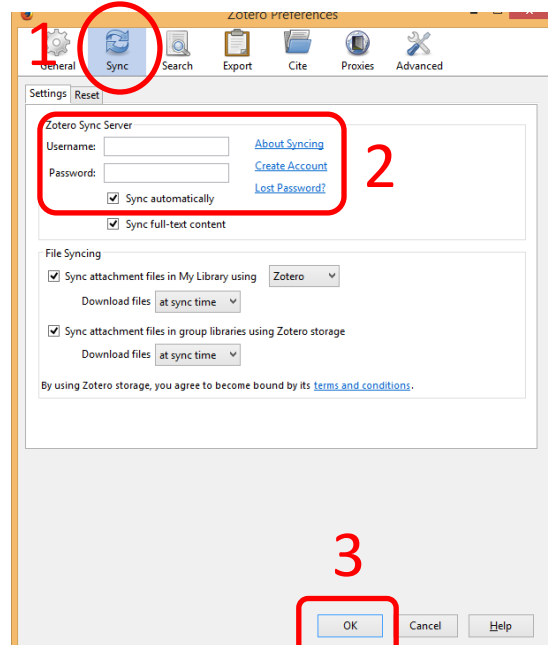 Zotero Preferences
1
General Sync Search Export Cite Proxies Advanced
Settings Reset
Zotero Sync Server
Username: About Syncing
Create Account
Password:
Lost Password?
Sync automatically
2
Sync full-text content
File Syncing
Sync attachment files in My Library using Zotero
Download files at sync time
Sync attachment files in group libraries using Zotero storage
Download files at sync time
By using Zotero storage, you agree to become bound by its terms and conditions.
3
OK Cancel Help